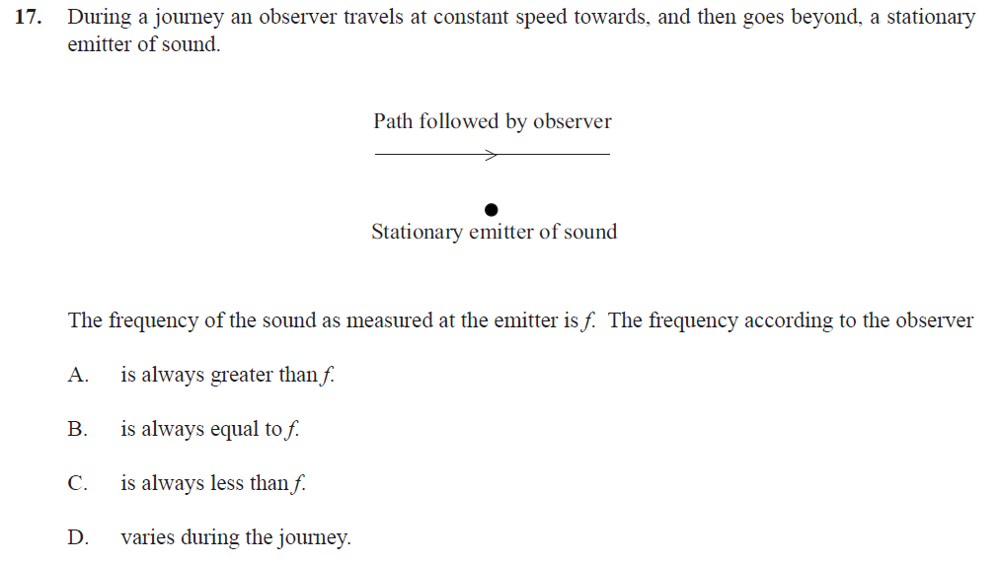 17. During a journey an observer travels at constant speed towards, and then goes beyond, a stationary
emitter of sound.
Path followed by observer
Stationary emitter of sound
The frequency of the sound as measured at the emitter is f. The frequency according to the observer
A. is always greater than f.
B. is always equal to f.
C. is always less than f.
D. varies during the journey.